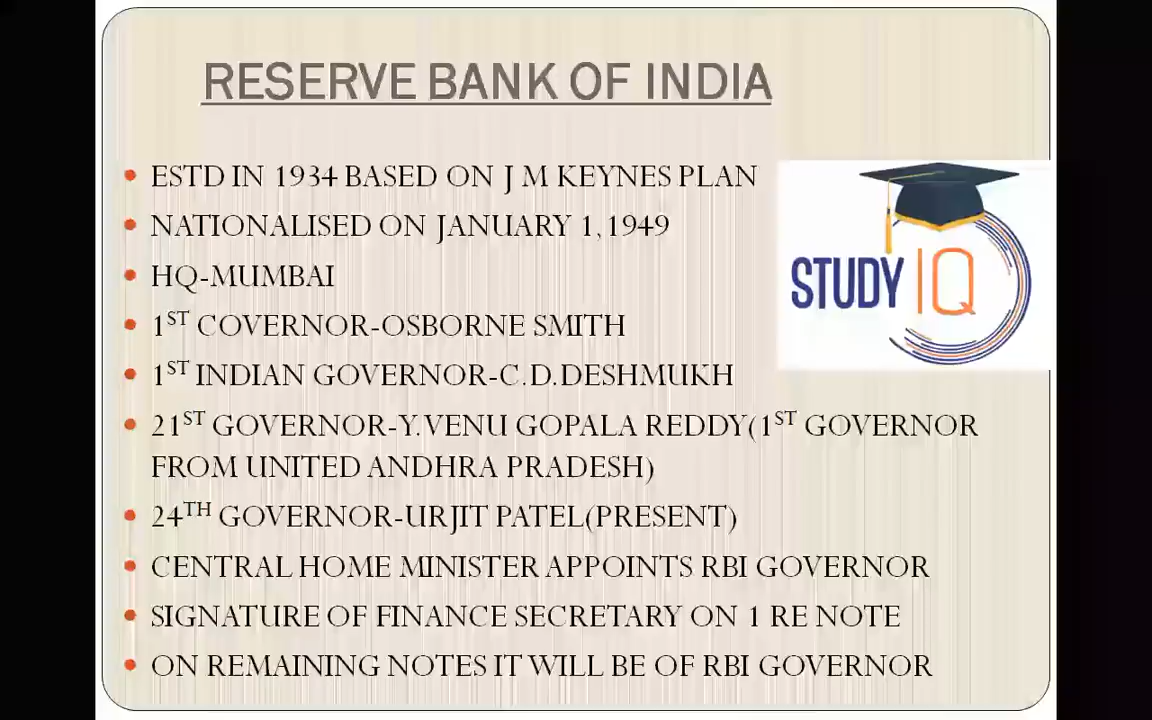 RESERVE BANK OF INDIA
ESTD IN 1934 BASED ON J M KEYNES PLAN
NATIONALISED ON JANUARY 1,1949
HQ-MUMBAI
1ST COVERNOR-OSBORNE SMITH
1ST INDIAN GOVERNOR-C.D.DESHMUKH
21ST GOVERNOR-Y.VENU GOPALA REDDY(1ST GOVERNOR
FROM UNITED ANDHRA PRADESH)
24TH GOVERNOR-URJIT PATEL(PRESENT)
CENTRAL HOME MINISTER APPOINTS RBI GOVERNOR
SIGNATURE OF FINANCE SECRETARY ON 1 RE NOTE
ON REMAINING NOTES IT WILL BE OF RBI GOVERNOR
STUDY IQ